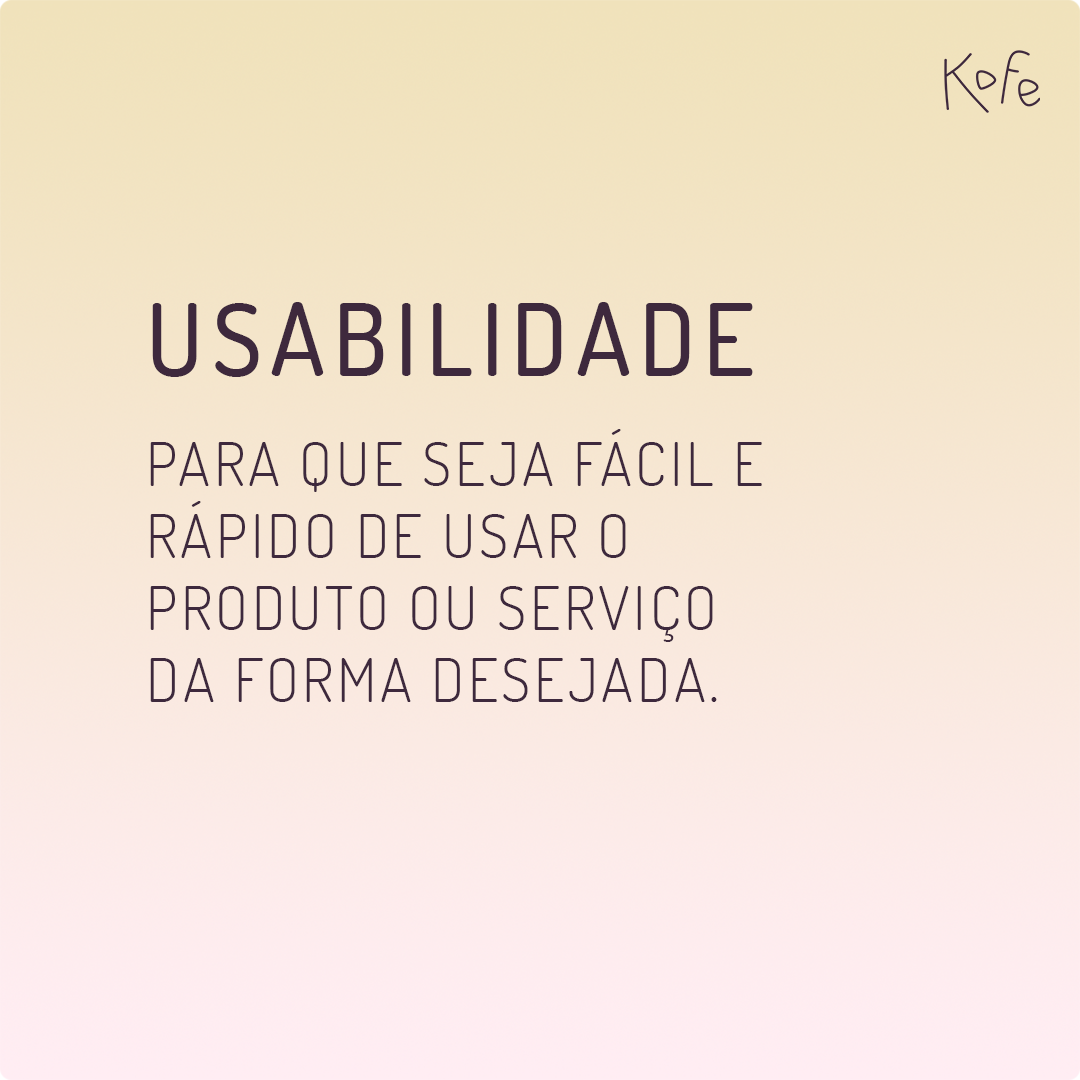 Kofe
USABILIDADE
PARA QUE SEJA FÁCIL E
RÁPIDO DE USAR O
PRODUTO OU SERVIÇO
DA FORMA DESEJADA.